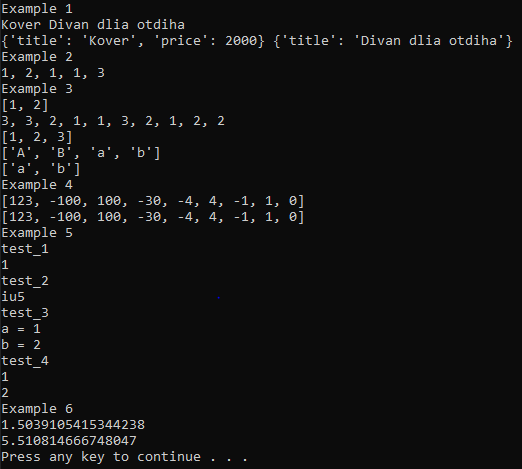 Example 1
Kover Divan dlia otdiha
{'title': 'Kover', 'price': 2000} {'title': 'Divan dlia otdiha'}
Example 2
1, 2, 1, 1, 3
Example 3
[1, 2]
3, 3, 2, 1, 1, 3, 2, 1, 2, 2
[1, 2, 3]
['A', 'B', 'a', 'b']
['a', 'b']
Example 4
[123, -100, 100, -30, -4, 4, -1, 1, 0]
[123, -100, 100, -30, -4, 4, -1, 1, 0]
Example 5
test_1
1
test_2
iu5
test_3
a = 1
b = 2
test_4
1
2
Example 6
1.5039105415344238
5.510814666748047
Press any key to continue . . .